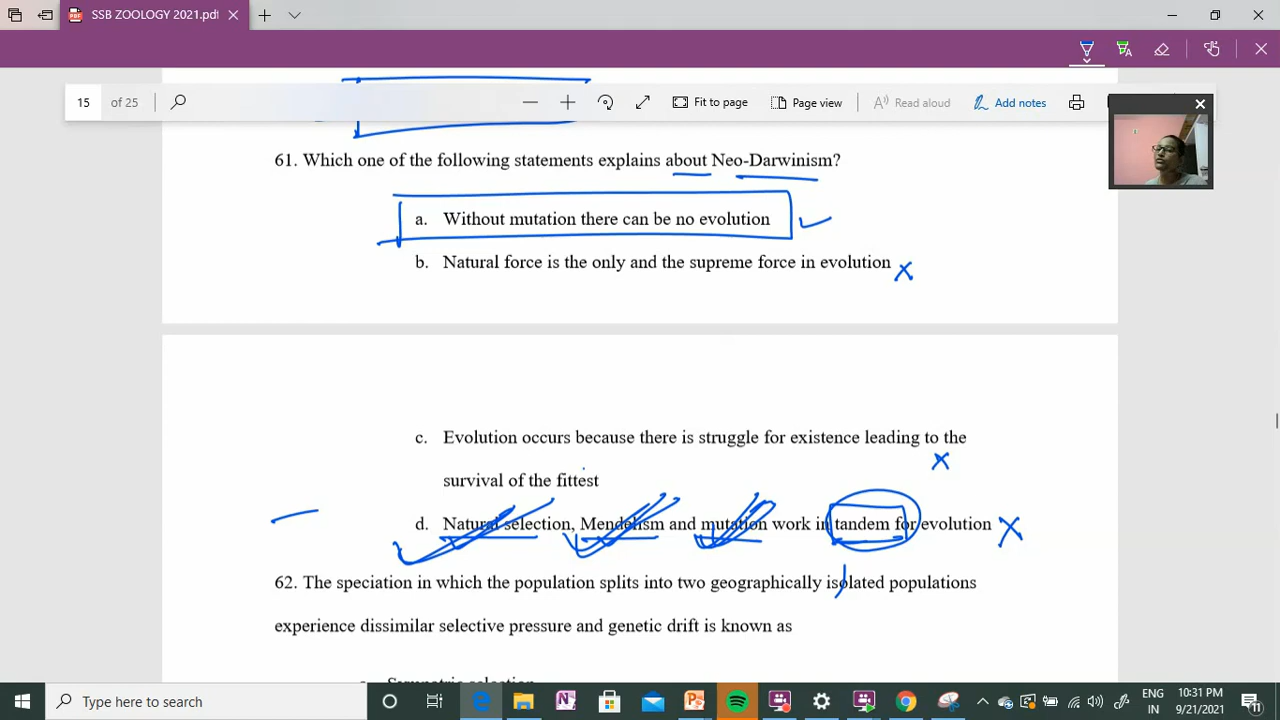 SSB ZOOLOGY 2021.pdf
15 of 25
Fit to page
Page view
Read aloud
Add notes
61. Which one of the following statements explains about Neo-Darwinism?
a. Without mutation there can be no evolution
b. Natural force is the only and the supreme force in evolution
c. Evolution occurs because there is struggle for existence leading to the
survival of the fittest
d. Natural selection, Mendelism and mutation work in tandem for evolution
62. The speciation in which the population splits into two geographically isolated populations
experience dissimilar selective pressure and genetic drift is known as
Type here to search
ENG
IN
10:31 PM
9/21/2021